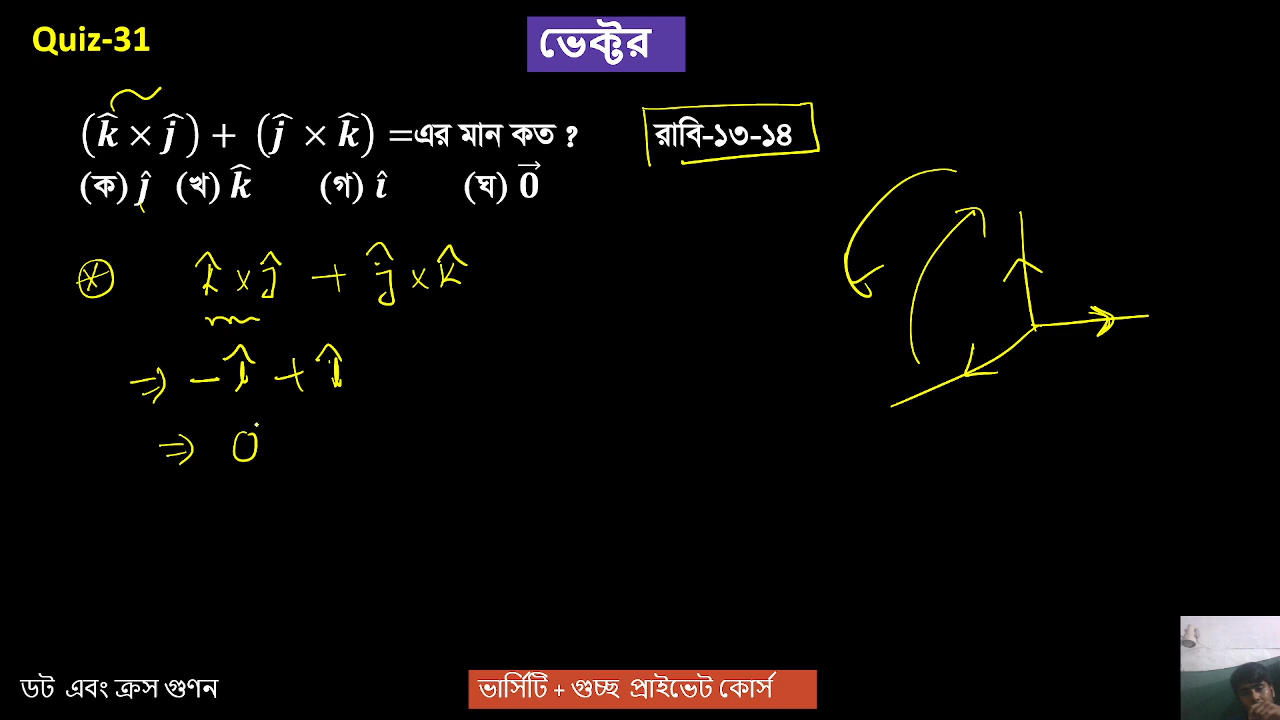 Quiz-31
ভেক্টর
(k̂ × ĵ) + (ĵ × k̂) =এর মান কত ? রাবি-১৩-১৪
(ক) ĵ (খ) k̂ (গ) î (ঘ) 0⃗
⊛ k̂ × ĵ + ĵ × k̂
⇒ - î + î
⇒ 0
ডট এবং ক্রস গুণন
ভার্সিটি + গুচ্ছ প্রাইভেট কোর্স